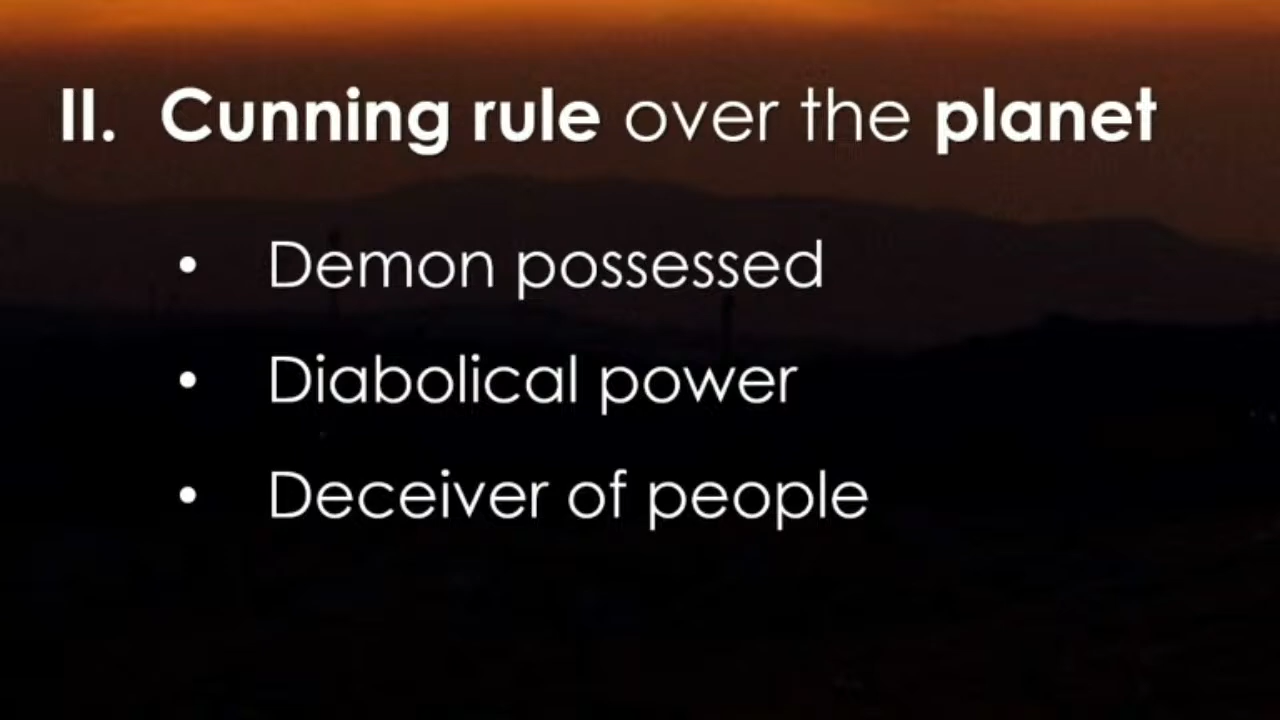 II. Cunning rule over the planet
• Demon possessed
• Diabolical power
• Deceiver of people